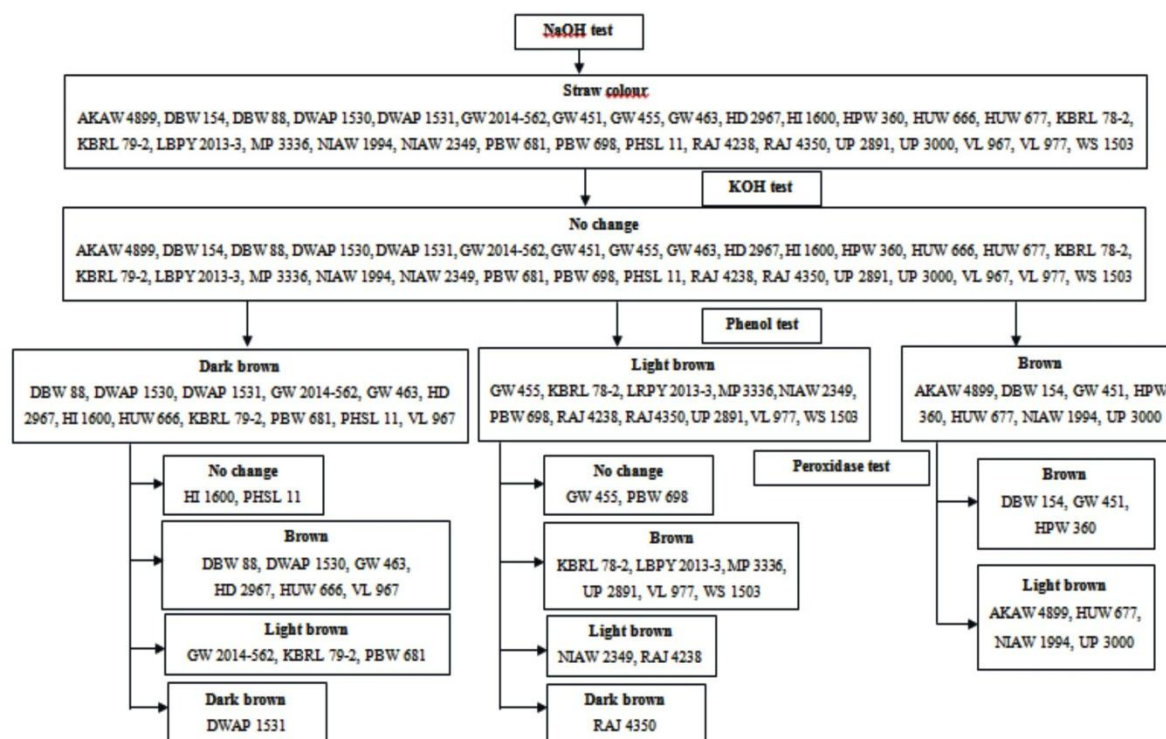 NaOH test
Straw colour
AKAW 4899, DBW 154, DBW 88, DWAP 1530, DWAP 1531, GW 2014-562, GW 451, GW 455, GW 463, HD 2967, HI 1600, HPW 360, HUW 666, HUW 677, KBRL 78-2,
KBRL 79-2, LBPY 2013-3, MP 3336, NIAW 1994, NIAW 2349, PBW 681, PBW 698, PHSL 11, RAJ 4238, RAJ 4350, UP 2891, UP 3000, VL 967, VL 977, WS 1503
KOH test
No change
AKAW 4899, DBW 154, DBW 88, DWAP 1530, DWAP 1531, GW 2014-562, GW 451, GW 455, GW 463, HD 2967, HI 1600, HPW 360, HUW 666, HUW 677, KBRL 78-2,
KBRL 79-2, LBPY 2013-3, MP 3336, NIAW 1994, NIAW 2349, PBW 681, PBW 698, PHSL 11, RAJ 4238, RAJ 4350, UP 2891, UP 3000, VL 967, VL 977, WS 1503
Phenol test
Dark brown
DBW 88, DWAP 1530, DWAP 1531, GW 2014-562, GW 463, HD
2967, HI 1600, HUW 666, KBRL 79-2, PBW 681, PHSL 11, VL 967
Light brown
GW 455, KBRL 78-2, LRPY 2013-3, MP 3336, NIAW 2349,
PBW 698, RAJ 4238, RAJ 4350, UP 2891, VL 977, WS 1503
Brown
AKAW 4899, DBW 154, GW 451, HPW
360, HUW 677, NIAW 1994, UP 3000
Peroxidase test
No change
HI 1600, PHSL 11
Brown
DBW 88, DWAP 1530, GW 463,
HD 2967, HUW 666, VL 967
Light brown
GW 2014-562, KBRL 79-2, PBW 681
Dark brown
DWAP 1531
No change
GW 455, PBW 698
Brown
KBRL 78-2, LBPY 2013-3, MP 3336,
UP 2891, VL 977, WS 1503
Light brown
NIAW 2349, RAJ 4238
Dark brown
RAJ 4350
Brown
DBW 154, GW 451,
HPW 360
Light brown
AKAW 4899, HUW 677,
NIAW 1994, UP 3000